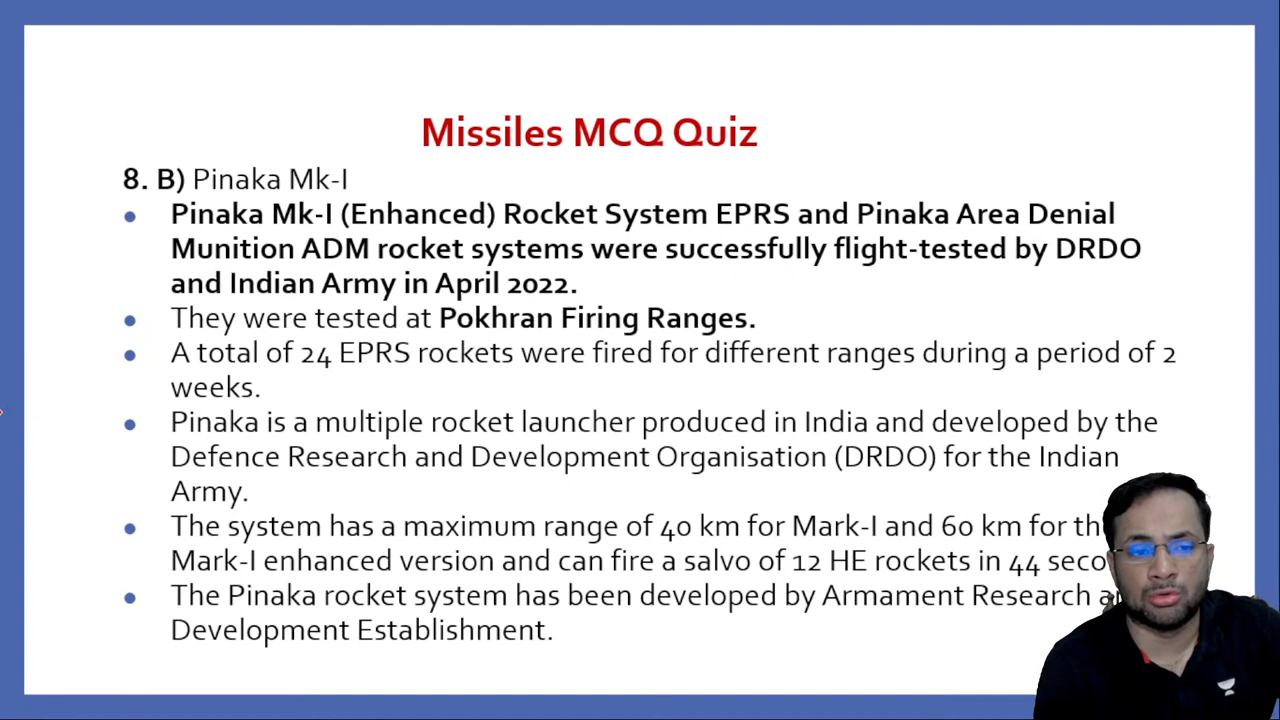 Missiles MCQ Quiz
8. B) Pinaka Mk-I
Pinaka Mk-I (Enhanced) Rocket System EPRS and Pinaka Area Denial
Munition ADM rocket systems were successfully flight-tested by DRDO
and Indian Army in April 2022.
They were tested at Pokhran Firing Ranges.
A total of 24 EPRS rockets were fired for different ranges during a period of 2
weeks.
Pinaka is a multiple rocket launcher produced in India and developed by the
Defence Research and Development Organisation (DRDO) for the Indian
Army.
The system has a maximum range of 40 km for Mark-I and 60 km for th
Mark-I enhanced version and can fire a salvo of 12 HE rockets in 44 seco
The Pinaka rocket system has been developed by Armament Research a
Development Establishment.